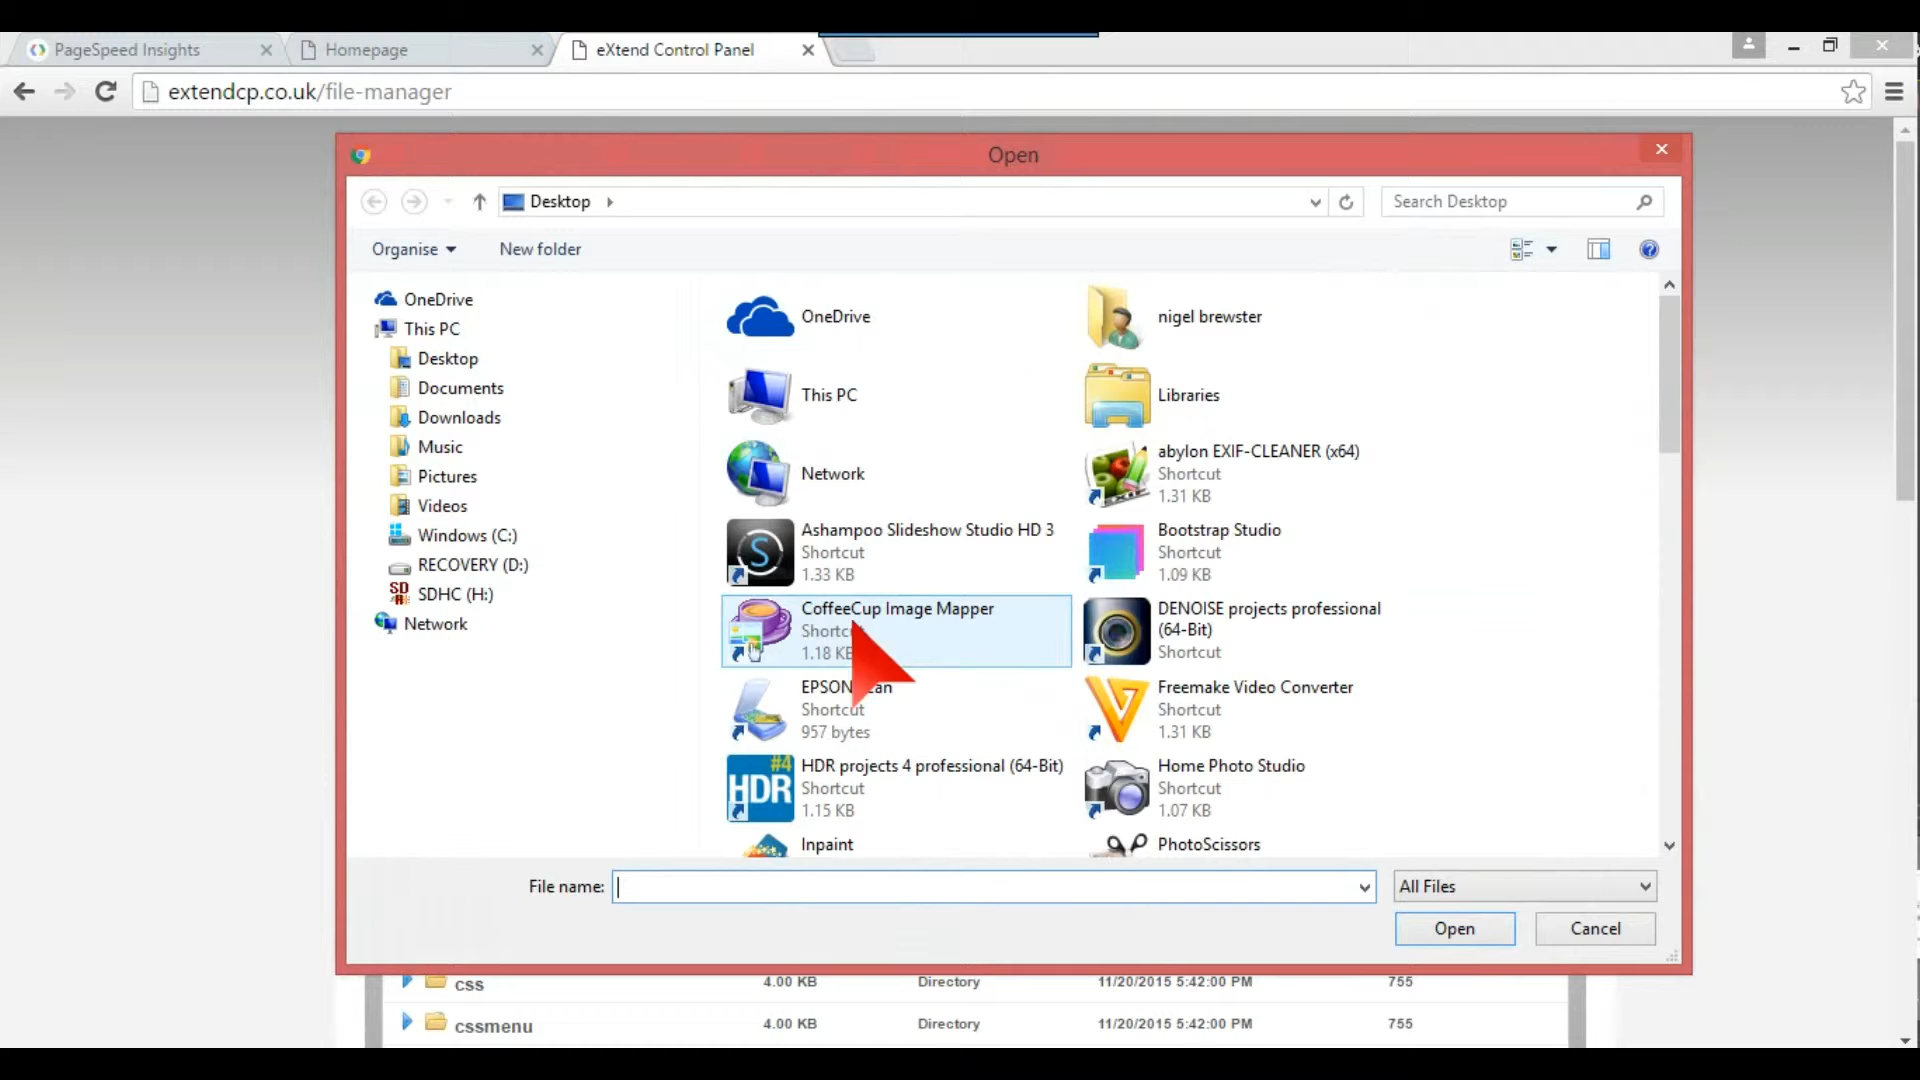 PageSpeed Insights
Homepage
eXtend Control Panel
extendcp.co.uk/file-manager
Open
Desktop
Search Desktop
Organise
New folder
OneDrive
This PC
Desktop
Documents
Downloads
Music
Pictures
Videos
Windows (C:)
RECOVERY (D:)
SD
SDHC (H:)
Network
OneDrive
nigel brewster
This PC
Libraries
Network
abylon EXIF-CLEANER (x64)
Shortcut
1.31 KB
Ashampoo Slideshow Studio HD 3
Shortcut
1.33 KB
Bootstrap Studio
Shortcut
1.09 KB
CoffeeCup Image Mapper
1.18 KB
DENOISE projects professional
(64-Bit)
Shortcut
EPSON
Shortcut
957 bytes
Freemake Video Converter
Shortcut
1.31 KB
#4
HDR
HDR projects 4 professional (64-Bit)
Shortcut
1.15 KB
Home Photo Studio
Shortcut
1.07 KB
Inpaint
PhotoScissors
File name:
All Files
Open
Cancel
css 4.00 KB Directory 11/20/2015 5:42:00 PM 755
cssmenu 4.00 KB Directory 11/20/2015 5:42:00 PM 755